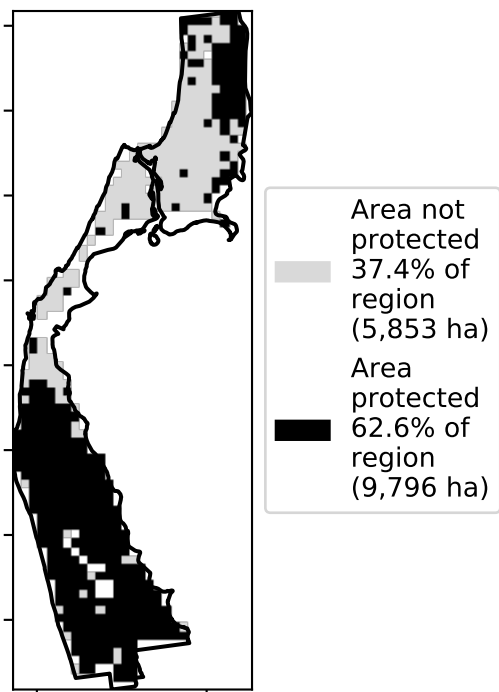 Area not
protected
37.4% of
region
(5,853 ha)
Area
protected
62.6% of
region
(9,796 ha)